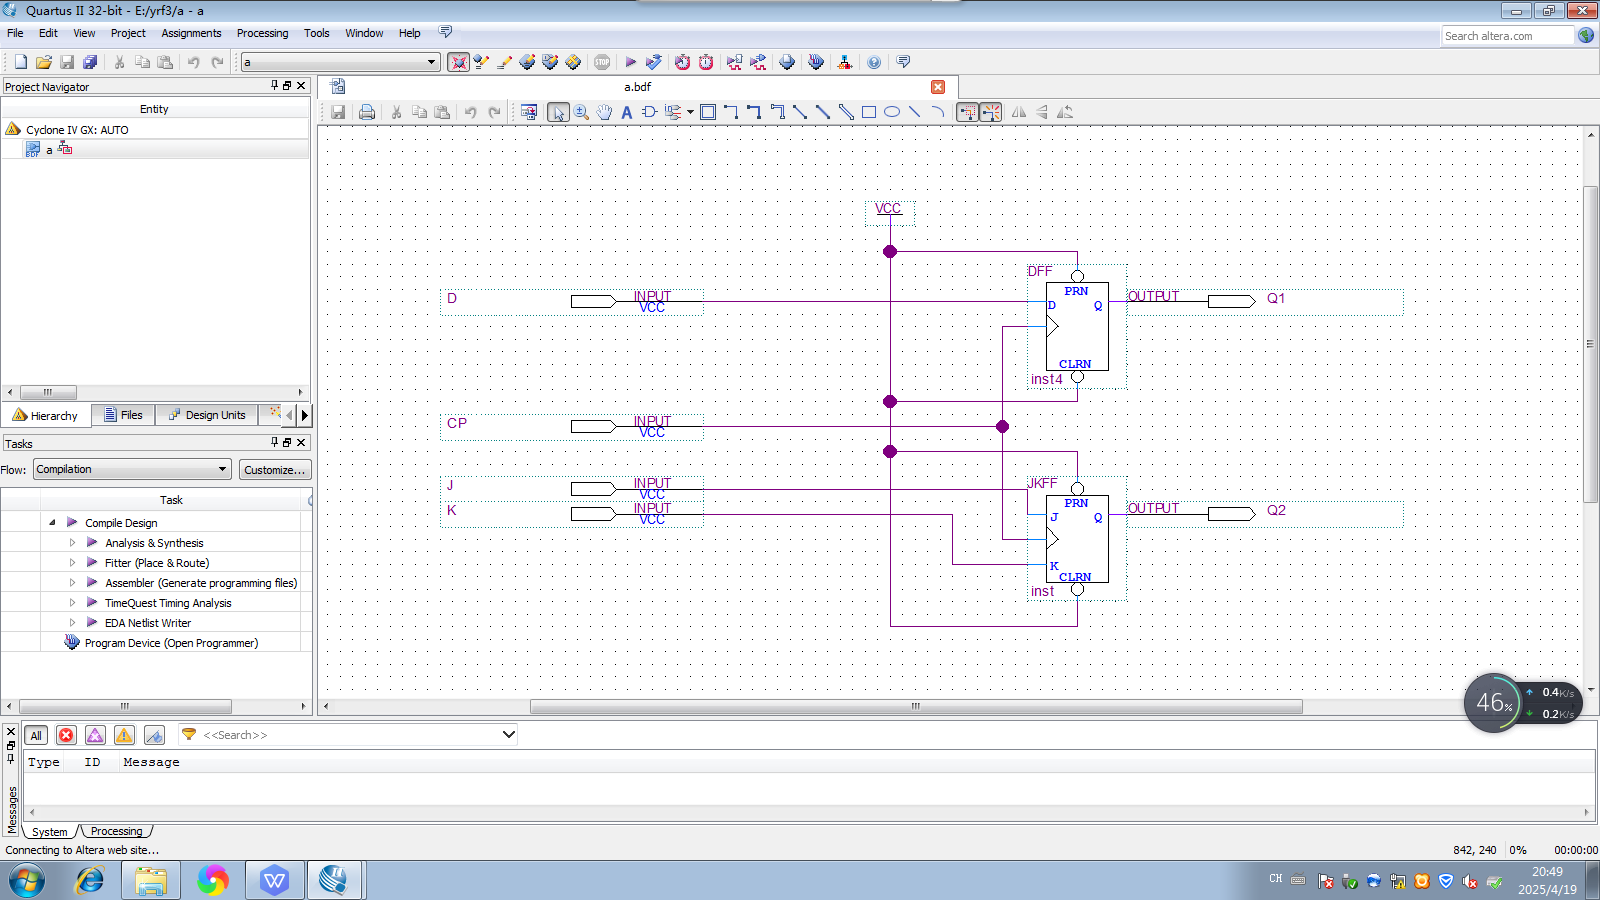 Quartus II 32-bit - E:/yrf3/a - a
File Edit View Project Assignments Processing Tools Window Help
Search altera.com
a
Project Navigator
a.bdf
Entity
Cyclone IV GX: AUTO
a
Hierarchy Files Design Units
Tasks
Flow: Compilation Customize...
Task
Compile Design
Analysis & Synthesis
Fitter (Place & Route)
Assembler (Generate programming files)
TimeQuest Timing Analysis
EDA Netlist Writer
Program Device (Open Programmer)
VCC
DFF
PRN
D INPUT VCC
D Q
OUTPUT Q1
CLRN
inst4
CP INPUT VCC
J INPUT VCC
K INPUT VCC
JKFF
PRN
J Q
OUTPUT Q2
K
CLRN
inst
46%
0.4K/s
0.2K/s
All <<Search>>
Type ID Message
Messages
System Processing
Connecting to Altera web site...
842, 240 0% 00:00:00
CH
20:49
2025/4/19